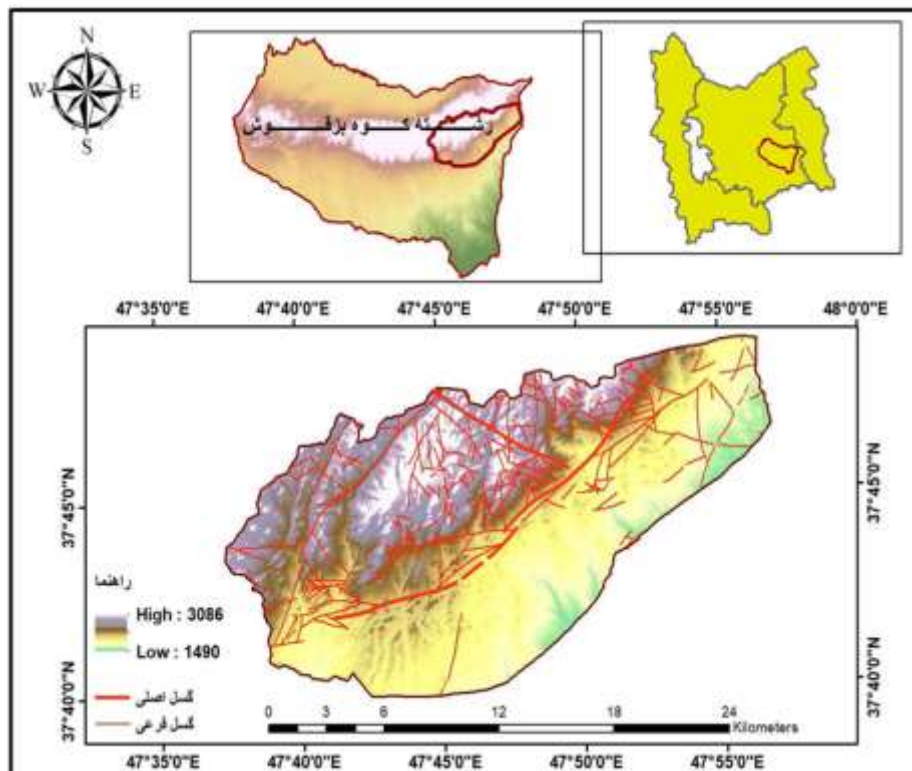 N
W E
S
رشته کوه بزقوش
47°35'0"E 47°40'0"E 47°45'0"E 47°50'0"E 47°55'0"E 48°0'0"E
37°45'0"N
37°45'0"N
37°40'0"N
37°40'0"N
راهنما
High : 3086
Low : 1490
گسل اصلی
گسل فرعی
0 3 6 12 18 24
Kilometers
47°35'0"E 47°40'0"E 47°45'0"E 47°50'0"E 47°55'0"E